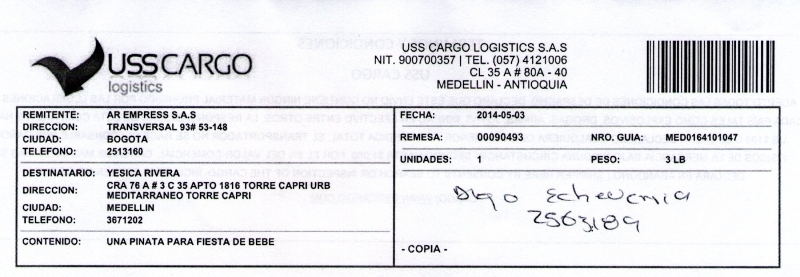 USSCARGO
logistics
USS CARGO LOGISTICS S.A.S
NIT. 900700357 | TEL. (057) 4121006
CL 35 A # 80A - 40
MEDELLIN - ANTIOQUIA
REMITENTE: AR EMPRESS S.A.S
DIRECCION: TRANSVERSAL 93# 53-148
CIUDAD: BOGOTA
TELEFONO: 2513160
DESTINATARIO: YESICA RIVERA
DIRECCION: CRA 76 A # 3 C 35 APTO 1816 TORRE CAPRI URB
MEDITARRANEO TORRE CAPRI
CIUDAD: MEDELLIN
TELEFONO: 3671202
CONTENIDO: UNA PINATA PARA FIESTA DE BEBE
FECHA: 2014-05-08
REMESA: 00090493 NRO. GUIA: MED0164101047
UNIDADES: 1 PESO: 3 LB
Echeverria
2563189
- COPIA -